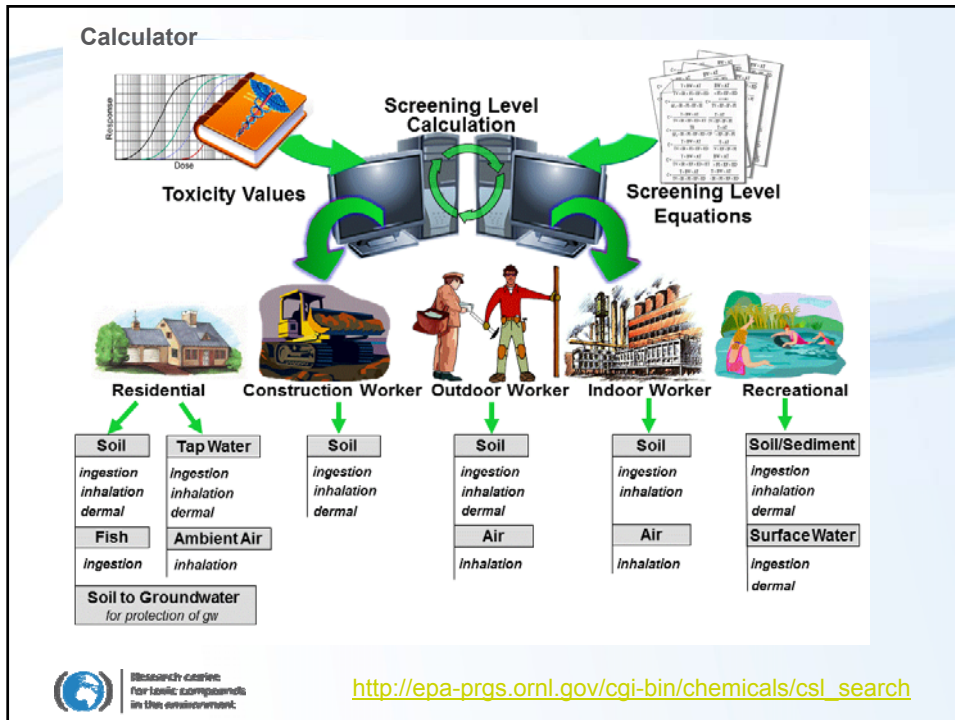 Calculator
Response
Dose
Toxicity Values
Screening Level
Calculation
Screening Level
Equations
Residential
Construction Worker
Outdoor Worker
Indoor Worker
Recreational
Soil
ingestion
inhalation
dermal
Fish
ingestion
Tap Water
ingestion
inhalation
dermal
Ambient Air
inhalation
Soil to Groundwater
for protection of gw
Soil
ingestion
inhalation
dermal
Soil
ingestion
inhalation
dermal
Air
inhalation
Soil
ingestion
inhalation
Air
inhalation
Soil/Sediment
ingestion
inhalation
dermal
Surface Water
ingestion
dermal
Research centre
for toxic compounds
in the environment
http://epa-prgs.ornl.gov/cgi-bin/chemicals/csl_search